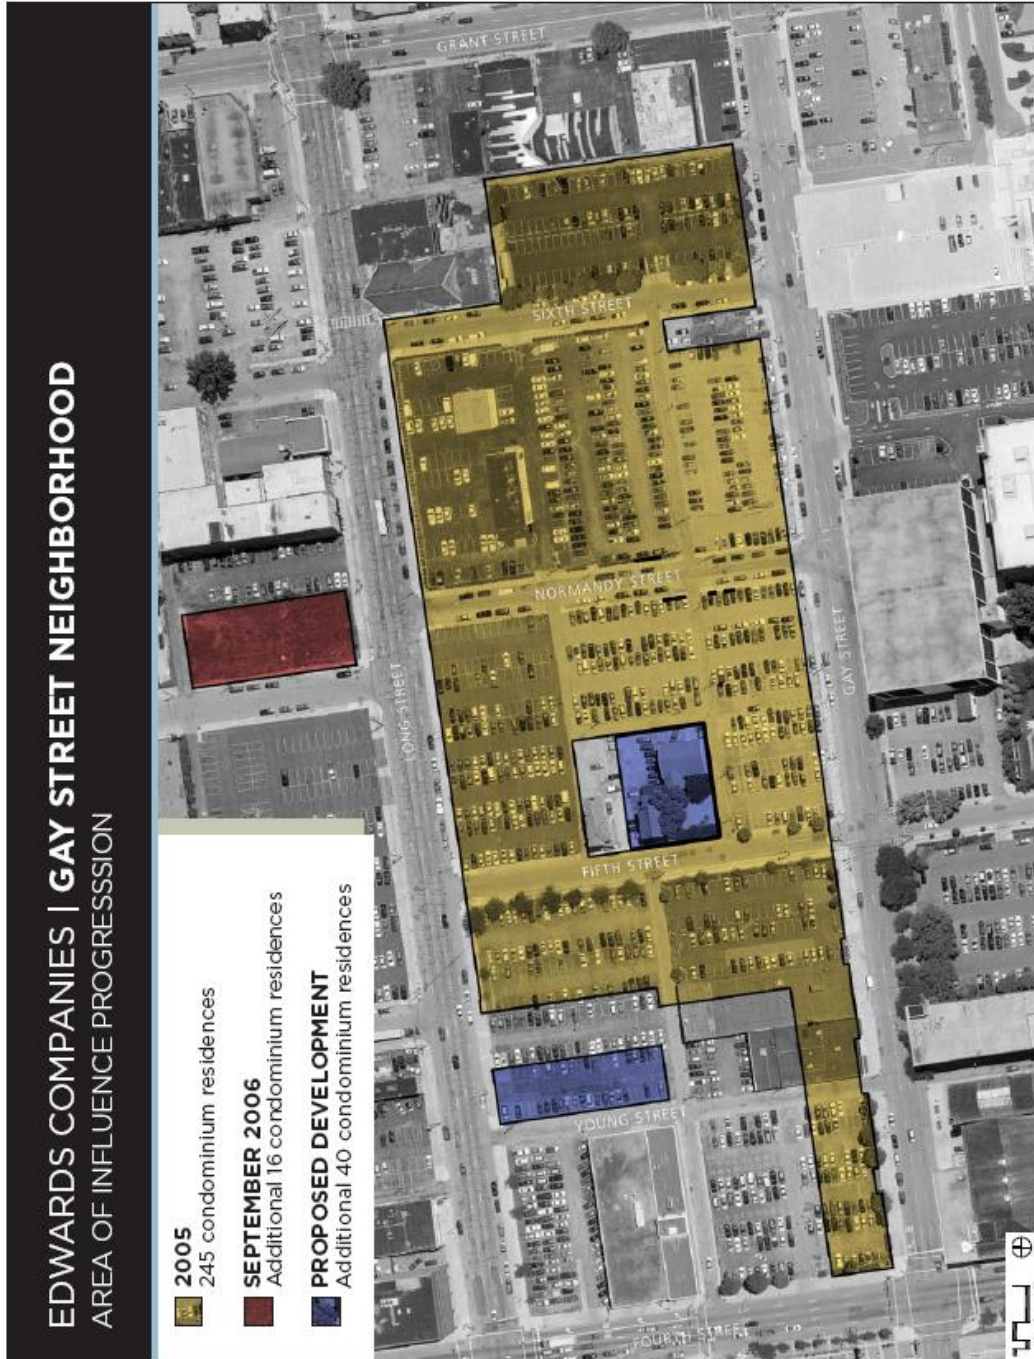 EDWARDS COMPANIES | GAY STREET NEIGHBORHOOD
AREA OF INFLUENCE PROGRESSSION
2005
245 condominium residences
SEPTEMBER 2006
Additional 16 condominium residences
PROPOSED DEVELOPMENT
Additional 40 condominium residences
GRANT STREET
SIXTH STREET
NORMANDY STREET
LONG STREET
GAY STREET
FIFTH STREET
YOUNG STREET
FOURTH STREET